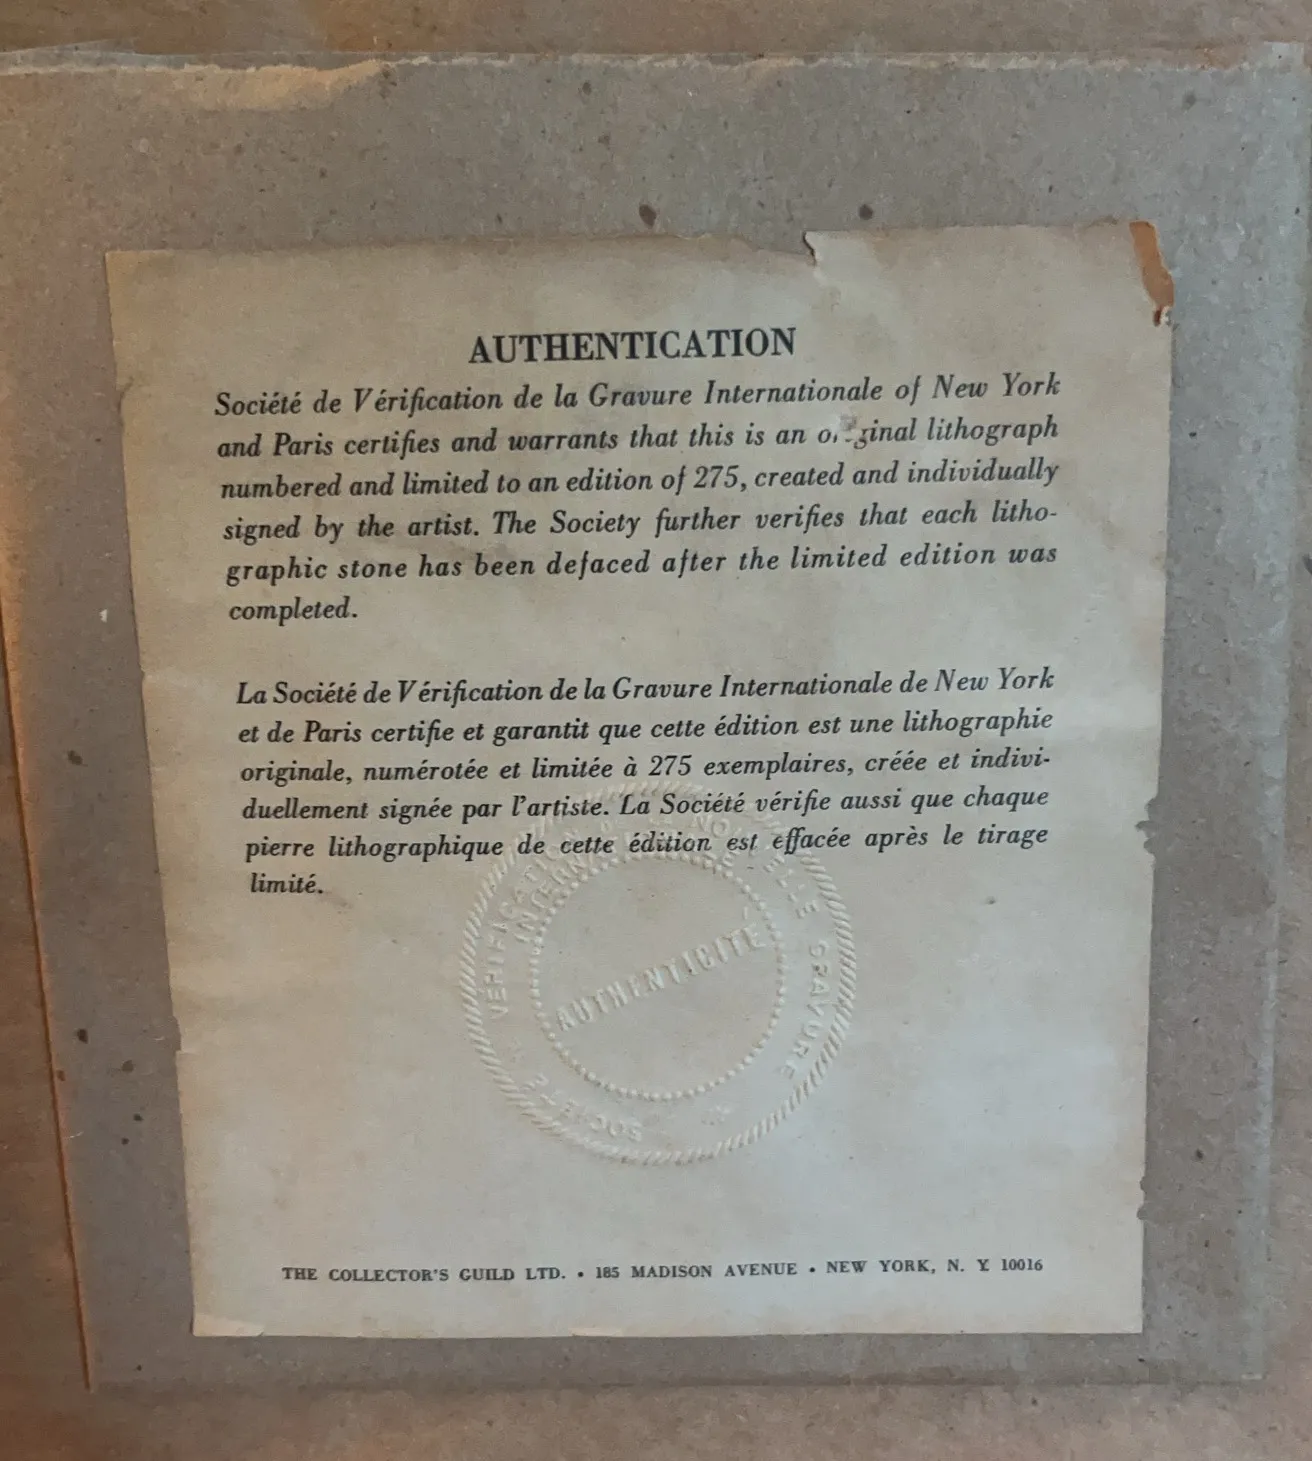 AUTHENTICATION
Société de Vérification de la Gravure Internationale of New York
and Paris certifies and warrants that this is an original lithograph
numbered and limited to an edition of 275, created and individually
signed by the artist. The Society further verifies that each litho-
graphic stone has been defaced after the limited edition was
completed.
La Société de Vérification de la Gravure Internationale de New York
et de Paris certifie et garantit que cette édition est une lithographie
originale, numérotée et limitée à 275 exemplaires, créée et indivi-
duellement signée par l'artiste. La Société vérifie aussi que chaque
pierre lithographique de cette édition est effacée après le tirage
limité.
SOCIÉTÉ VÉRIFICATION NOUVELLE GRAVURE
AUTHENTICITÉ
THE COLLECTOR'S GUILD LTD. • 185 MADISON AVENUE • NEW YORK, N. Y. 10016